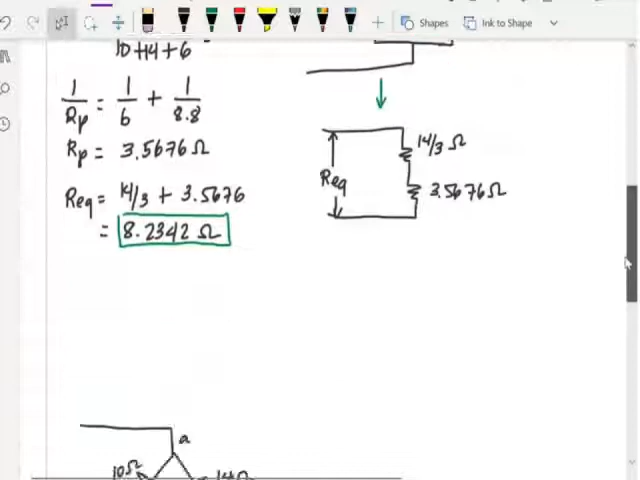 Shapes
Ink to Shape
10+14+6
1/Rp = 1/6 + 1/8.8
Rp = 3.5676 Ω
Req = 14/3 + 3.5676
= 8.2342 Ω
14/3 Ω
Req
3.5676 Ω
a
10Ω
14Ω